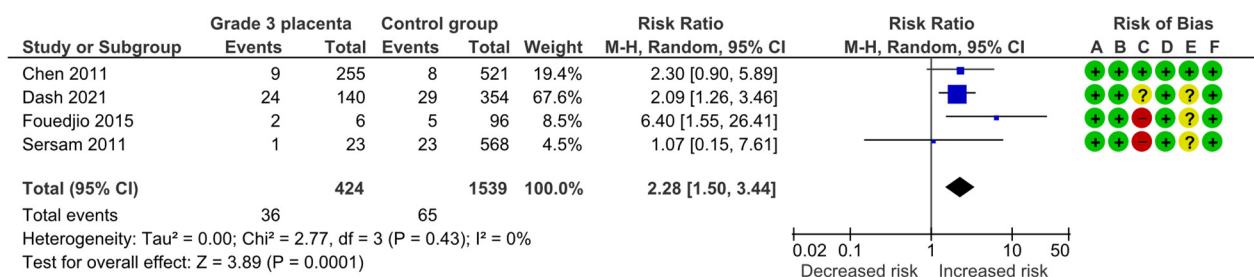 Grade 3 placenta Control group Risk Ratio Risk Ratio Risk of Bias
Study or Subgroup Events Total Events Total Weight M-H, Random, 95% CI M-H, Random, 95% CI A B C D E F
Chen 2011 9 255 8 521 19.4% 2.30 [0.90, 5.89] + + + + + +
Dash 2021 24 140 29 354 67.6% 2.09 [1.26, 3.46] + + ? + ? +
Fouedjio 2015 2 6 5 96 8.5% 6.40 [1.55, 26.41] + + − + ? +
Sersam 2011 1 23 23 568 4.5% 1.07 [0.15, 7.61] + + − + ? +
Total (95% CI) 424 1539 100.0% 2.28 [1.50, 3.44]
Total events 36 65
Heterogeneity: Tau² = 0.00; Chi² = 2.77, df = 3 (P = 0.43); I² = 0%
Test for overall effect: Z = 3.89 (P = 0.0001)
0.02 0.1 1 10 50
Decreased risk Increased risk